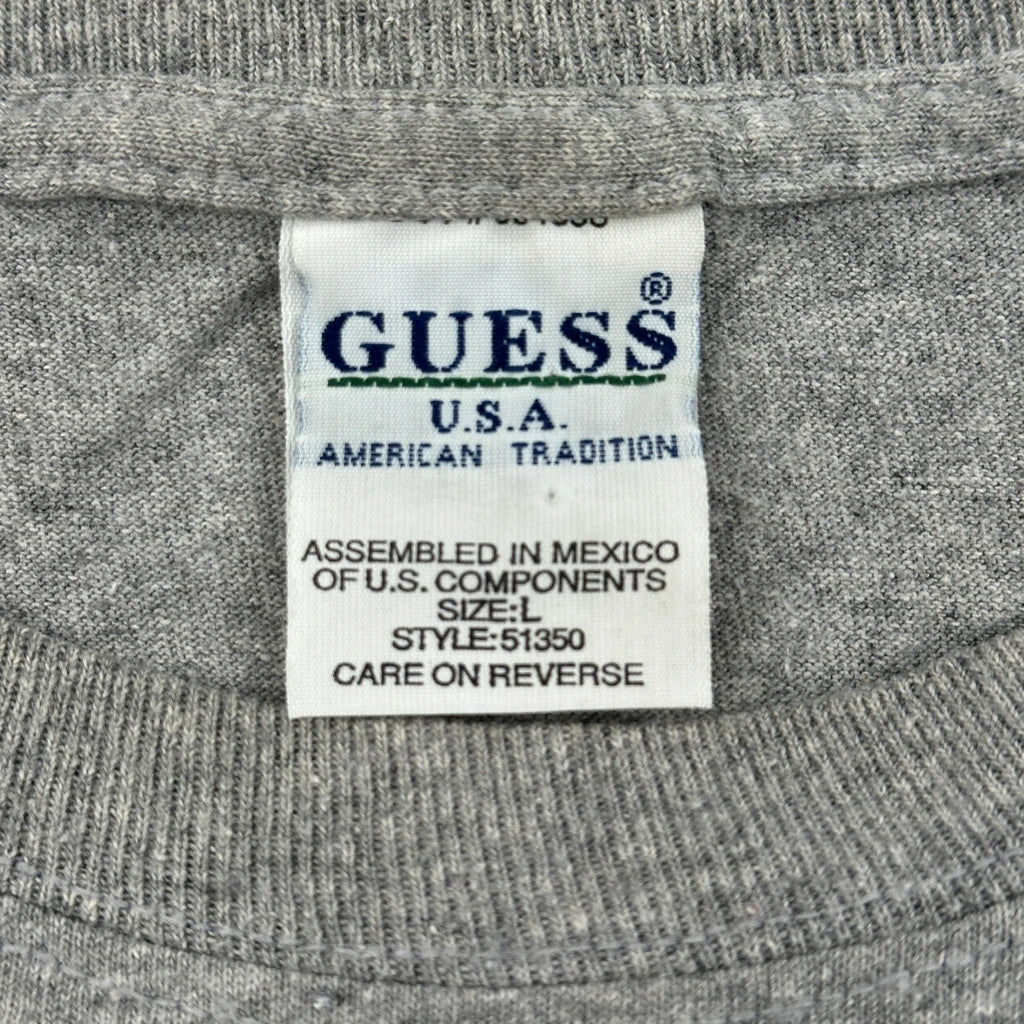 ®
GUESS
U.S.A.
AMERICAN TRADITION
ASSEMBLED IN MEXICO
OF U.S. COMPONENTS
SIZE:L
STYLE:51350
CARE ON REVERSE